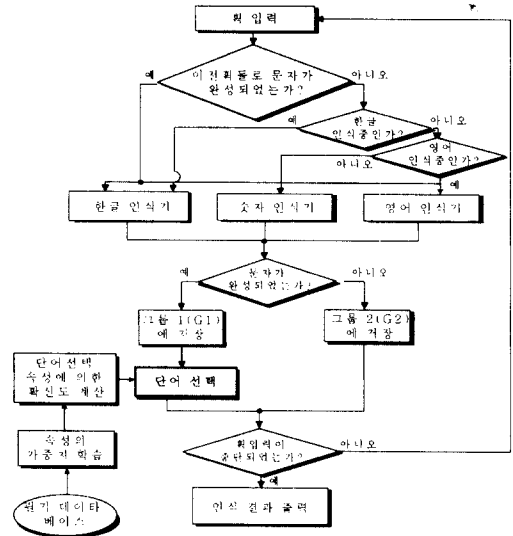 획 입력
예
이전획들로 문자가
완성되었는가?
아니오
예
한글
인식중인가?
아니오
아니오
영어
인식중인가?
예
한글 인식기
숫자 인식기
영어 인식기
예
문자가
완성되었는가?
아니오
그룹 1(G1)
에 저장
그룹 2(G2)
에 저장
단어선택
속성에 의한
확신도 계산
단어 선택
속성의
가중치 학습
획입력이
중단되었는가?
아니오
예
필기 데이타
베이스
인식 결과 출력